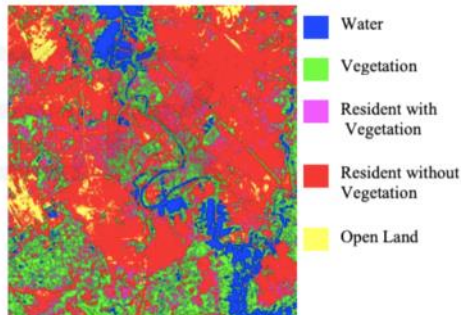 Water
Vegetation
Resident with
Vegetation
Resident without
Vegetation
Open Land